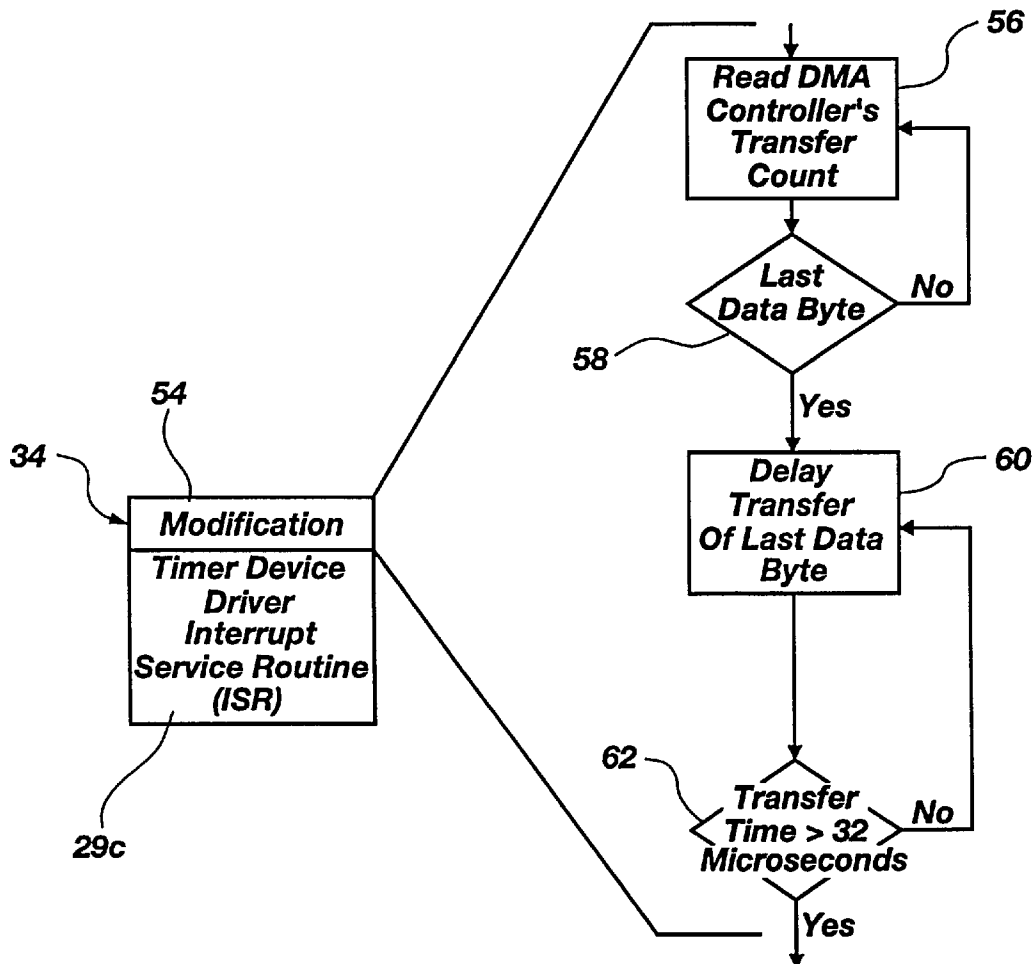 56
Read DMA
Controller's
Transfer
Count
Last
Data Byte
No
58
Yes
54
34
Modification
Timer Device
Driver
Interrupt
Service Routine
(ISR)
29c
60
Delay
Transfer
Of Last Data
Byte
62
Transfer
Time > 32
Microseconds
No
Yes